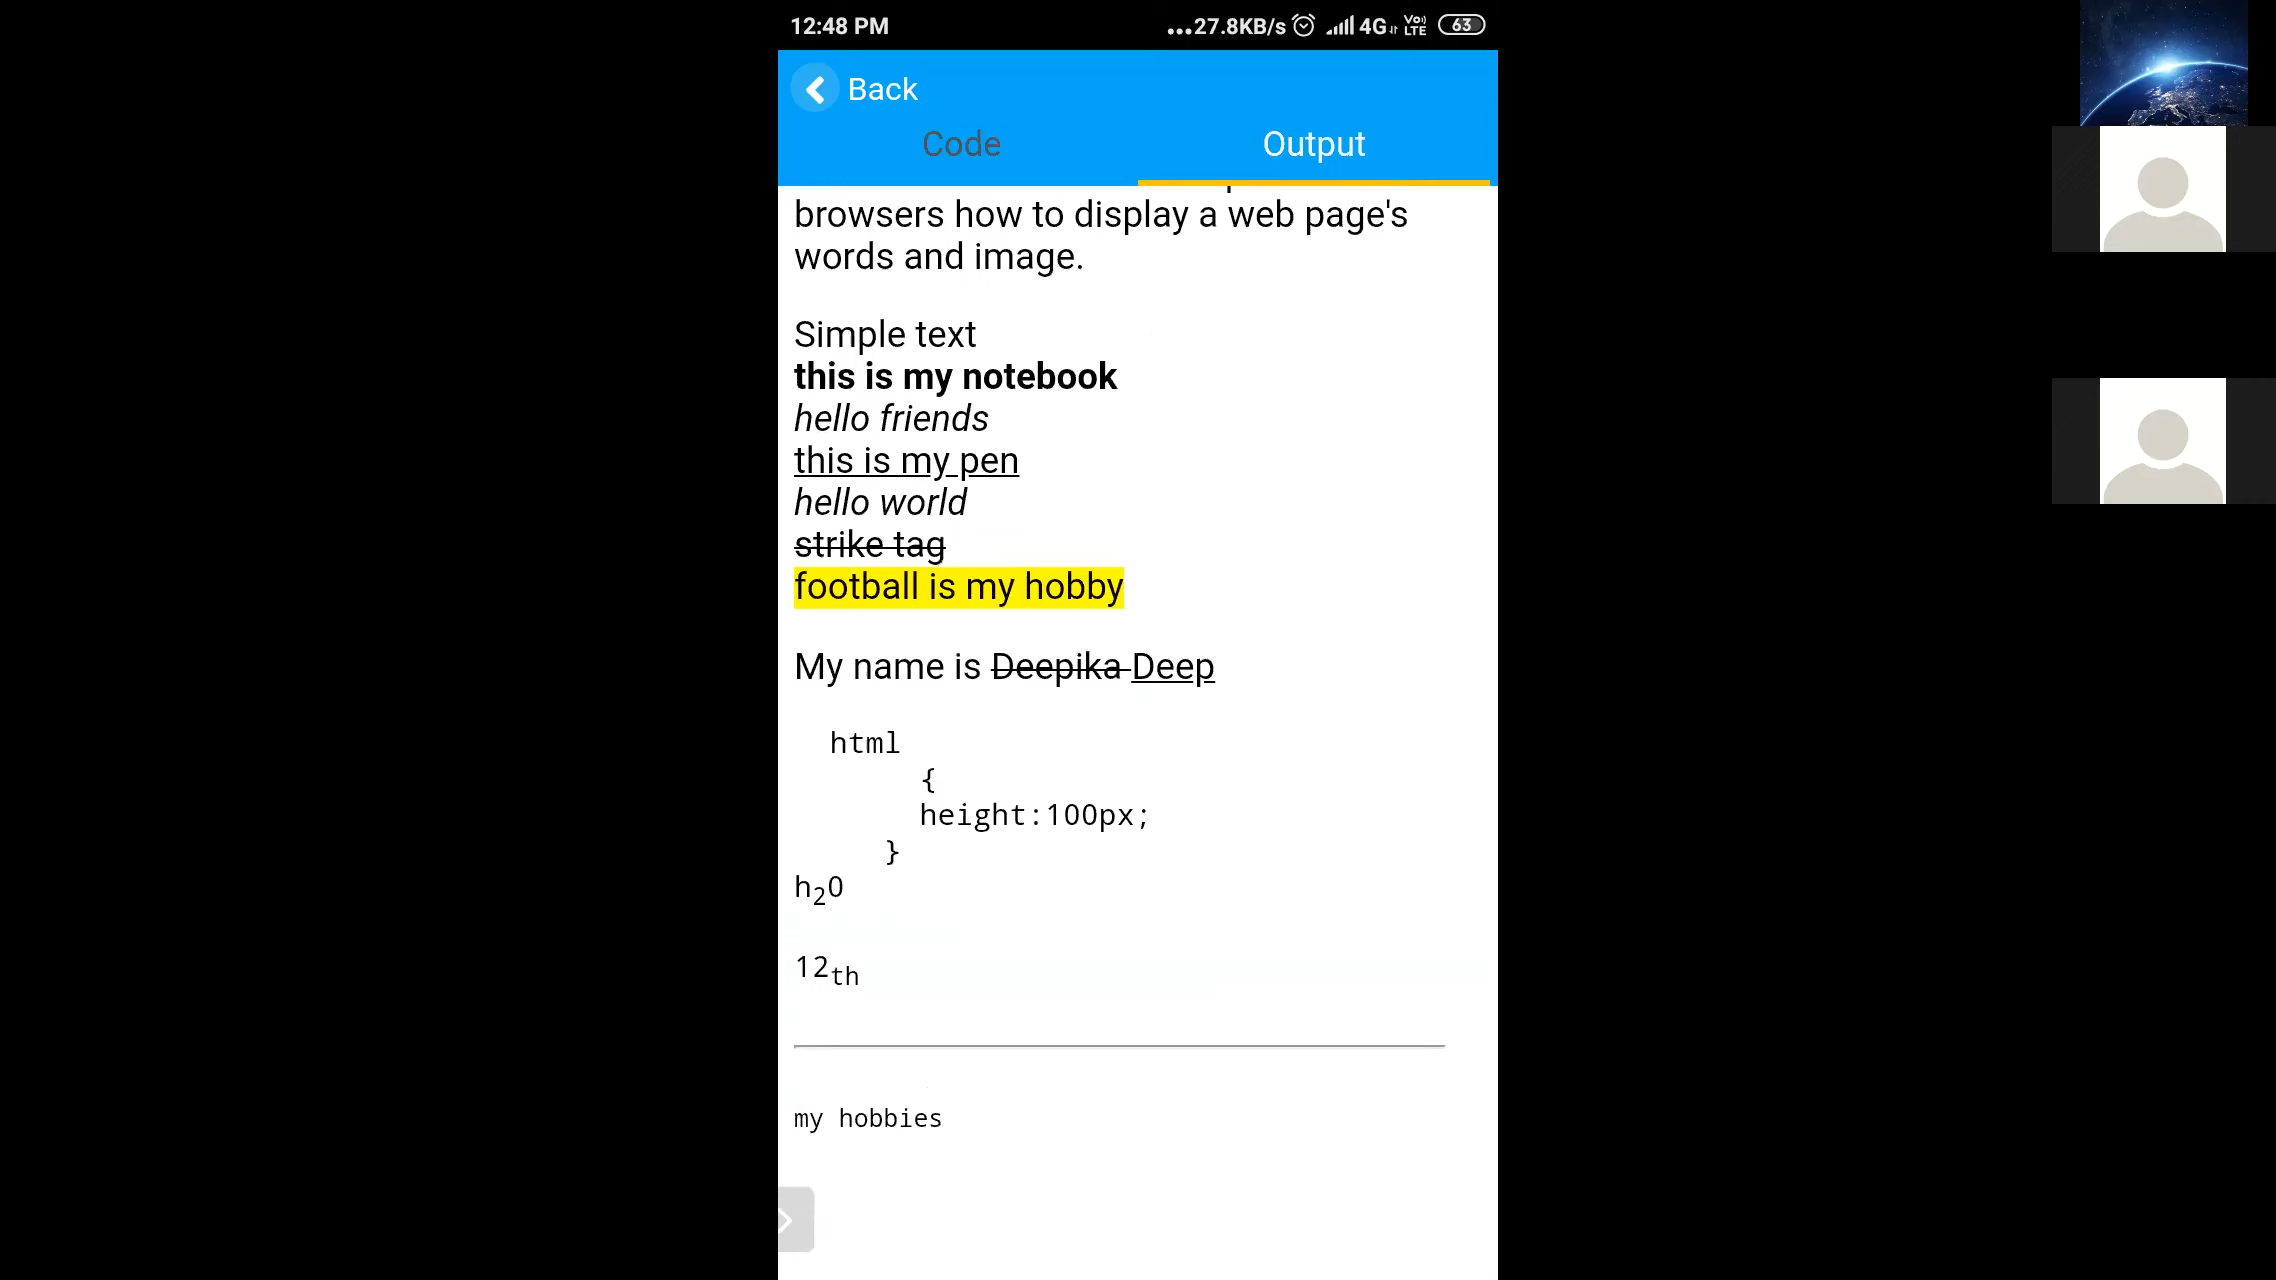 12:48 PM
...27.8KB/s 4G VoLTE 63
Back
Code Output
browsers how to display a web page's
words and image.
Simple text
this is my notebook
hello friends
this is my pen
hello world
strike tag
football is my hobby
My name is Deepika Deep
html
{
height:100px;
}
h₂O
12th
my hobbies